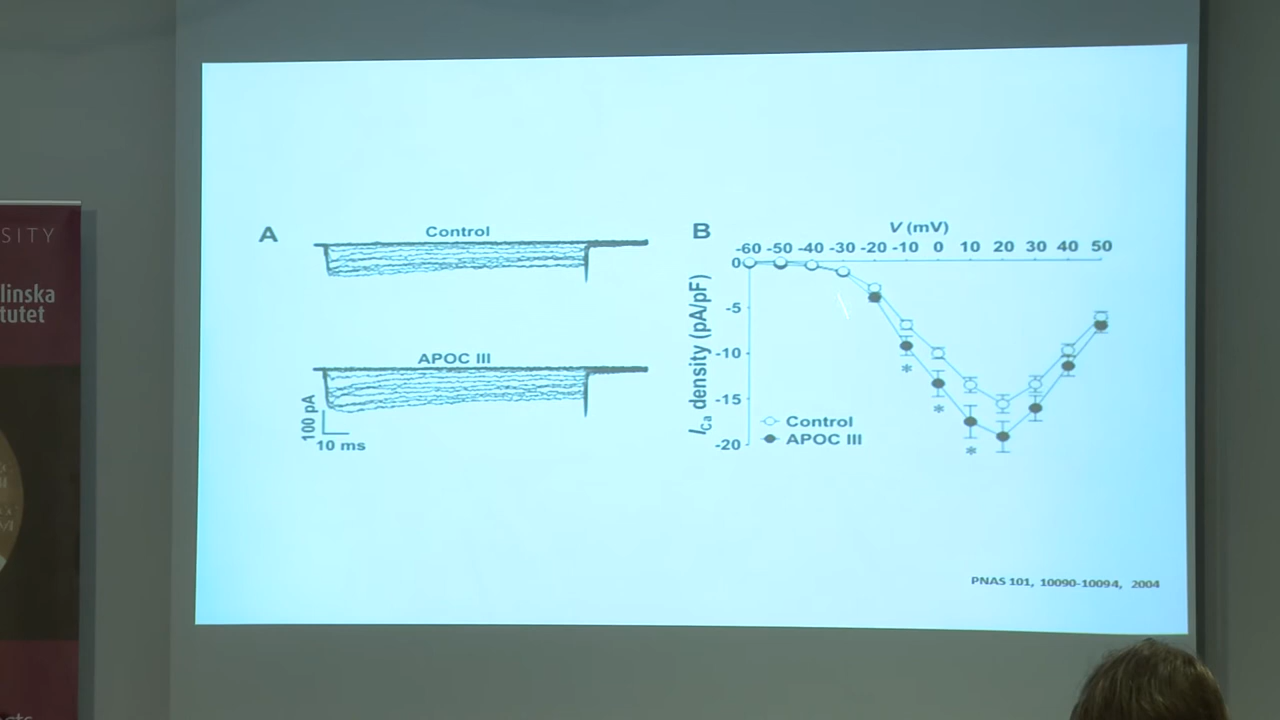 SITY
linska
tutet
A
Control
APOC III
100 pA
10 ms
B
V (mV)
-60 -50 -40 -30 -20 -10 0 10 20 30 40 50
0
-5
-10
-15
-20
ICa density (pA/pF)
Control
APOC III
*
*
*
PNAS 101, 10090-10094, 2004